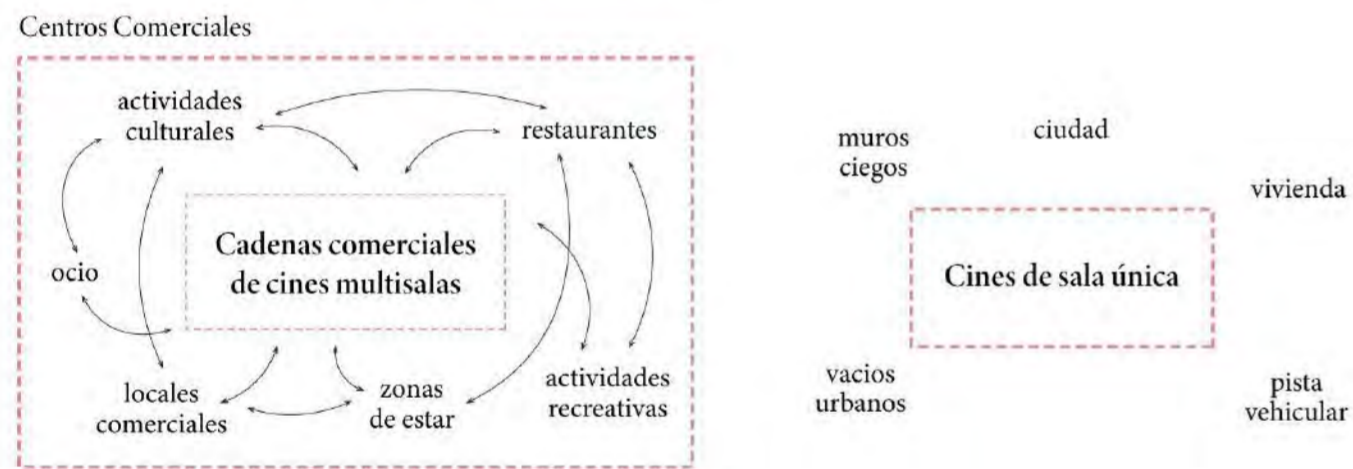 Centros Comerciales
actividades
culturales
restaurantes
Cadenas comerciales
de cines multisalas
ocio
locales
comerciales
zonas
de estar
actividades
recreativas
muros
ciegos
ciudad
vivienda
Cines de sala única
vacios
urbanos
pista
vehicular